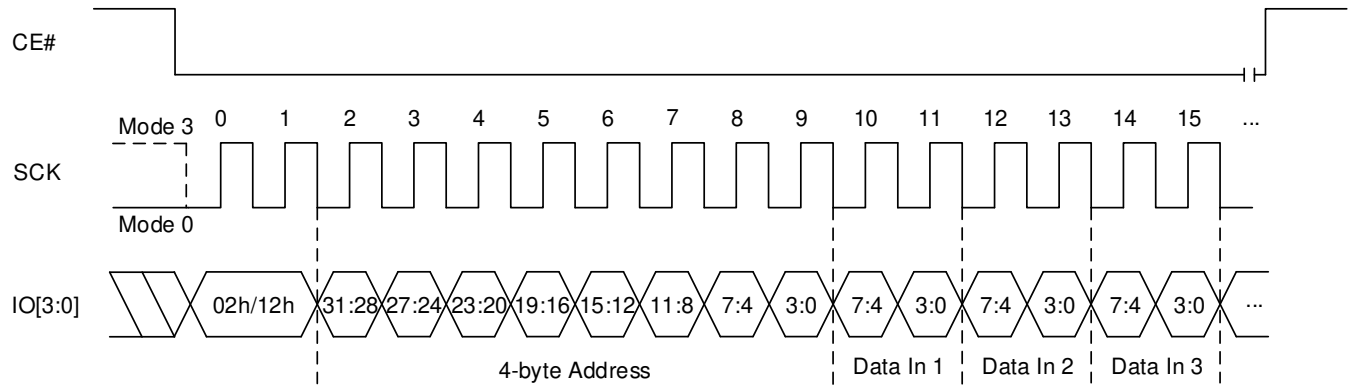 CE#
Mode 3 0 1 2 3 4 5 6 7 8 9 10 11 12 13 14 15 ...
SCK
Mode 0
IO[3:0] 02h/12h 31:28 27:24 23:20 19:16 15:12 11:8 7:4 3:0 7:4 3:0 7:4 3:0 7:4 3:0 ...
4-byte Address Data In 1 Data In 2 Data In 3